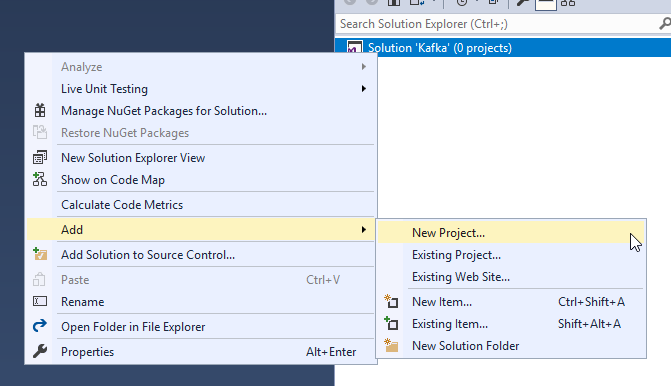 Search Solution Explorer (Ctrl+;)
Solution 'Kafka' (0 projects)
Analyze
Live Unit Testing
Manage NuGet Packages for Solution...
Restore NuGet Packages
New Solution Explorer View
Show on Code Map
Calculate Code Metrics
Add
Add Solution to Source Control...
Paste Ctrl+V
Rename
Open Folder in File Explorer
Properties Alt+Enter
New Project...
Existing Project...
Existing Web Site...
New Item... Ctrl+Shift+A
Existing Item... Shift+Alt+A
New Solution Folder